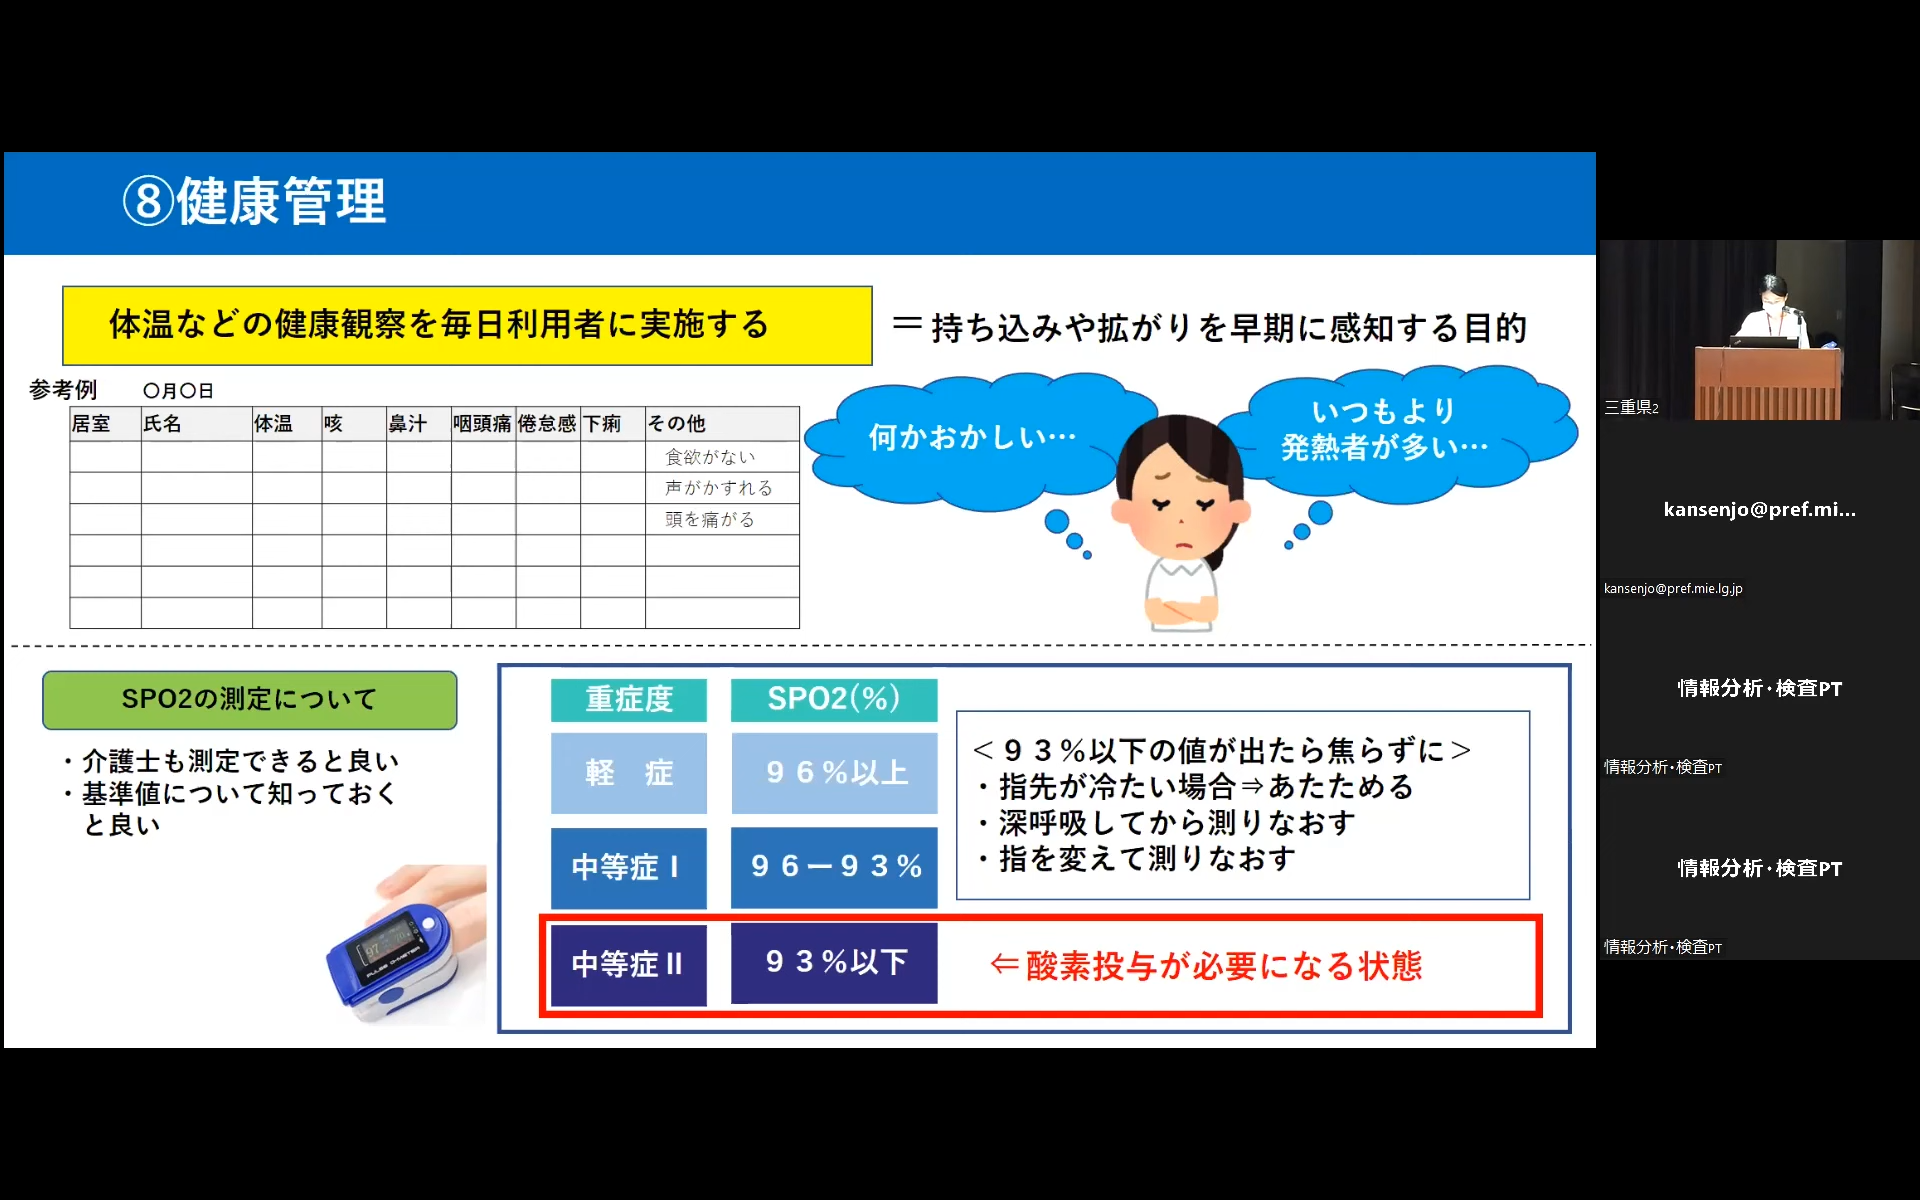 ⑧健康管理
体温などの健康観察を毎日利用者に実施する
＝持ち込みや拡がりを早期に感知する目的
参考例 〇月〇日
居室 氏名 体温 咳 鼻汁 咽頭痛 倦怠感 下痢 その他
食欲がない
声がかすれる
頭を痛がる
何かおかしい…
いつもより
発熱者が多い…
SPO2の測定について
・介護士も測定できると良い
・基準値について知っておく
と良い
重症度 SPO2(%)
軽 症 ９６%以上
中等症Ⅰ ９６ー９３%
中等症Ⅱ ９３%以下
＜９３%以下の値が出たら焦らずに＞
・指先が冷たい場合⇒あたためる
・深呼吸してから測りなおす
・指を変えて測りなおす
⇐酸素投与が必要になる状態
三重県2
kansenjo@pref.mi...
kansenjo@pref.mie.lg.jp
情報分析･検査PT
情報分析･検査PT
情報分析･検査PT
情報分析･検査PT